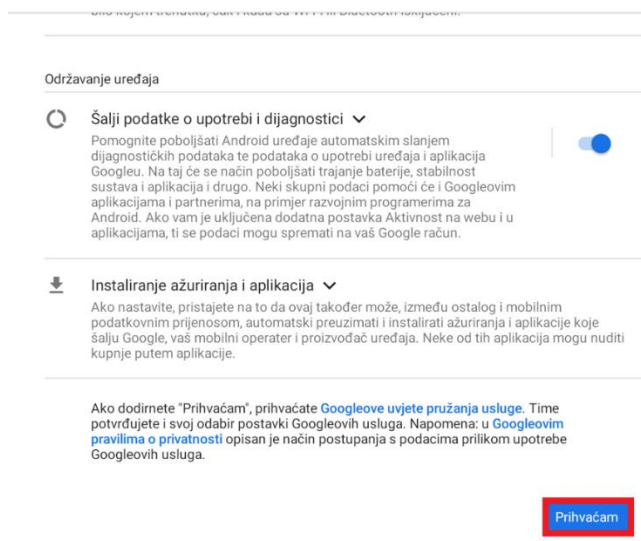 Održavanje uređaja
Šalji podatke o upotrebi i dijagnostici
Pomognite poboljšati Android uređaje automatskim slanjem
dijagnostičkih podataka te podataka o upotrebi uređaja i aplikacija
Googleu. Na taj će se način poboljšati trajanje baterije, stabilnost
sustava i aplikacija i drugo. Neki skupni podaci pomoći će i Googleovim
aplikacijama i partnerima, na primjer razvojnim programerima za
Android. Ako vam je uključena dodatna postavka Aktivnost na webu i u
aplikacijama, ti se podaci mogu spremati na vaš Google račun.
Instaliranje ažuriranja i aplikacija
Ako nastavite, pristajete na to da ovaj također može, između ostalog i mobilnim
podatkovnim prijenosom, automatski preuzimati i instalirati ažuriranja i aplikacije koje
šalju Google, vaš mobilni operater i proizvođač uređaja. Neke od tih aplikacija mogu nuditi
kupnje putem aplikacije.
Ako dodirnete "Prihvaćam", prihvaćate Googleove uvjete pružanja usluge. Time
potvrđujete i svoj odabir postavki Googleovih usluga. Napomena: u Googleovim
pravilima o privatnosti opisan je način postupanja s podacima prilikom upotrebe
Googleovih usluga.
Prihvaćam